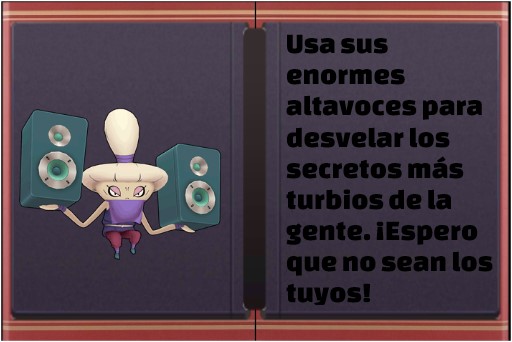 Usa sus
enormes
altavoces para
desvelar los
secretos más
turbios de la
gente. ¡Espero
que no sean los
tuyos!